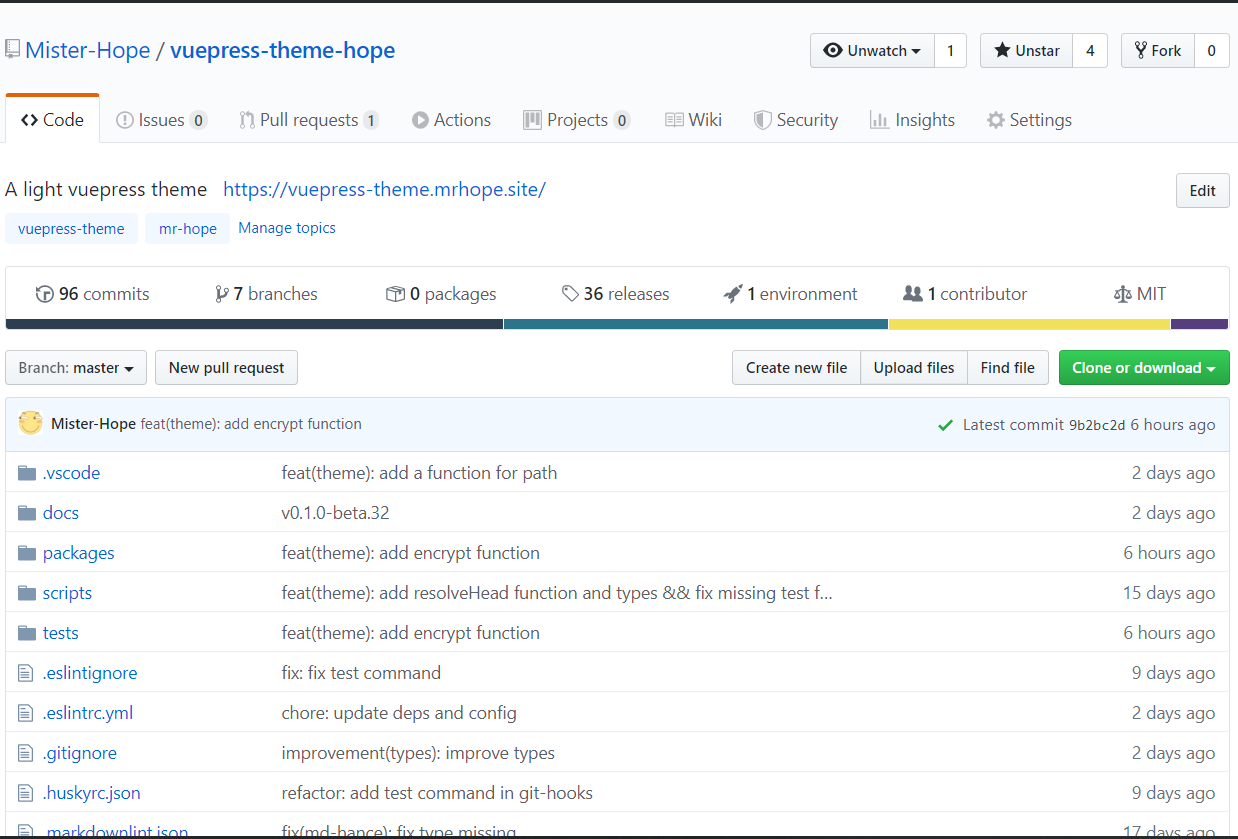 Mister-Hope / vuepress-theme-hope
Unwatch 1 Unstar 4 Fork 0
Code Issues 0 Pull requests 1 Actions Projects 0 Wiki Security Insights Settings
A light vuepress theme https://vuepress-theme.mrhope.site/ Edit
vuepress-theme mr-hope Manage topics
96 commits 7 branches 0 packages 36 releases 1 environment 1 contributor MIT
Branch: master New pull request Create new file Upload files Find file Clone or download
Mister-Hope feat(theme): add encrypt function Latest commit 9b2bc2d 6 hours ago
.vscode feat(theme): add a function for path 2 days ago
docs v0.1.0-beta.32 2 days ago
packages feat(theme): add encrypt function 6 hours ago
scripts feat(theme): add resolveHead function and types && fix missing test f... 15 days ago
tests feat(theme): add encrypt function 6 hours ago
.eslintignore fix: fix test command 9 days ago
.eslintrc.yml chore: update deps and config 2 days ago
.gitignore improvement(types): improve types 2 days ago
.huskyrc.json refactor: add test command in git-hooks 9 days ago
.markdownlint.json fix(md-hance): fix type missing 17 days ago